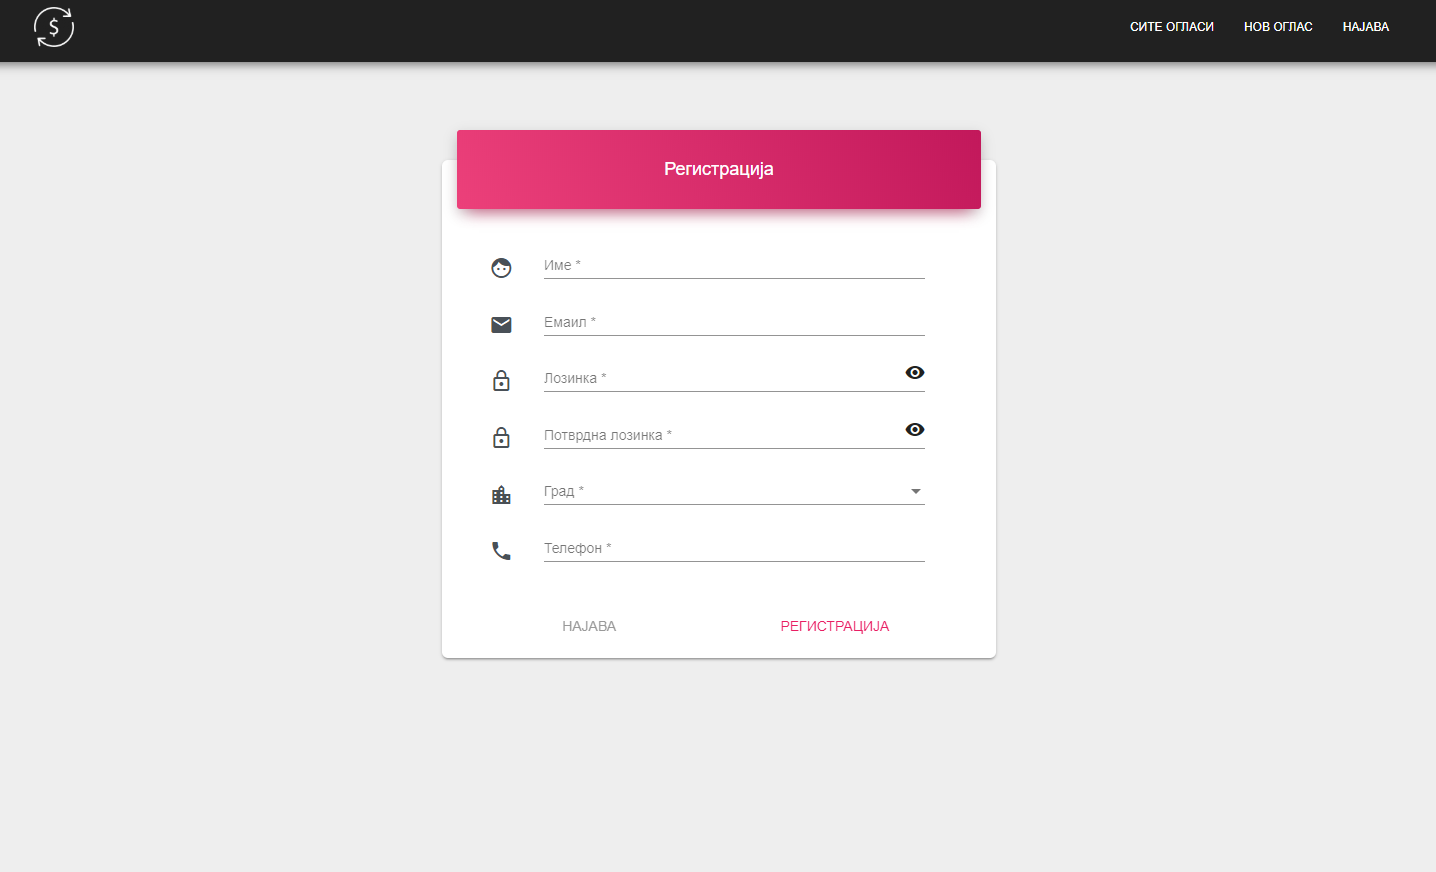 $
СИТЕ ОГЛАСИ НОВ ОГЛАС НАЈАВА
Регистрација
Име *
Емаил *
Лозинка *
Потврдна лозинка *
Град *
Телефон *
НАЈАВА РЕГИСТРАЦИЈА